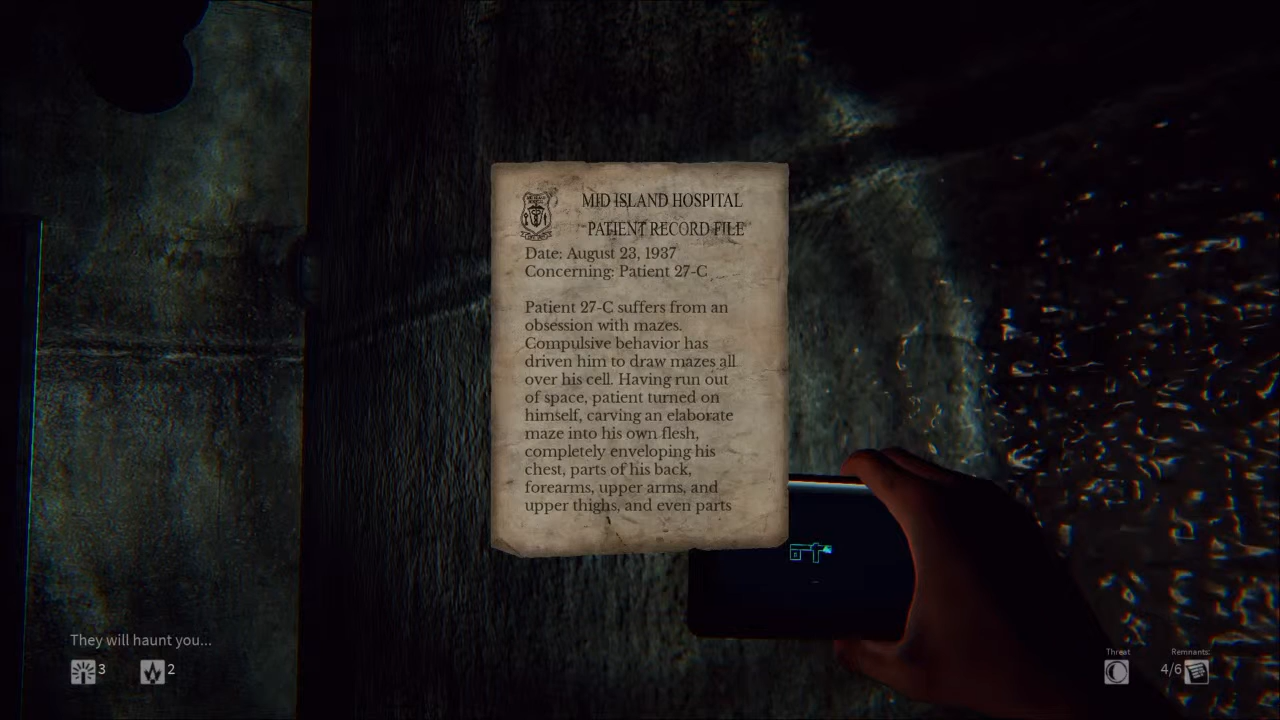 MID ISLAND HOSPITAL
PATIENT RECORD FILE
Date: August 23, 1937
Concerning: Patient 27-C
Patient 27-C suffers from an
obsession with mazes.
Compulsive behavior has
driven him to draw mazes all
over his cell. Having run out
of space, patient turned on
himself, carving an elaborate
maze into his own flesh,
completely enveloping his
chest, parts of his back,
forearms, upper arms, and
upper thighs, and even parts
They will haunt you...
3
2
Threat
Remnants:
4/6